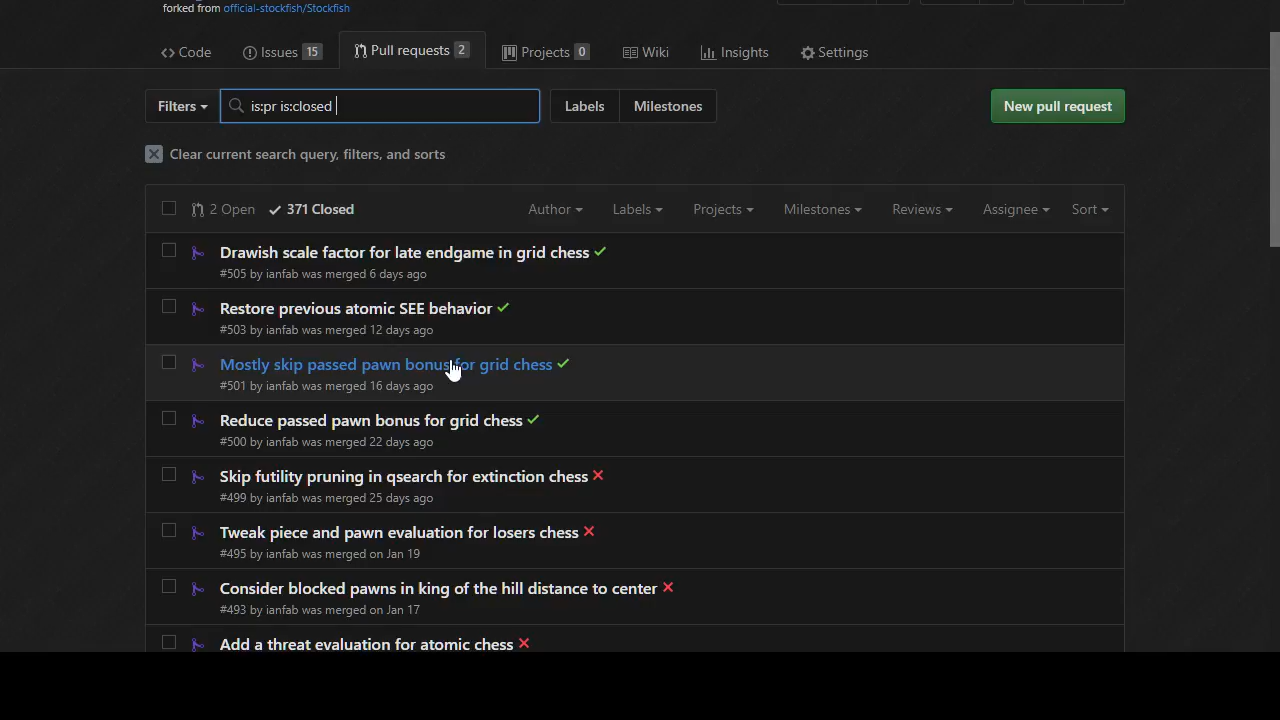 forked from official-stockfish/Stockfish
Code Issues 15 Pull requests 2 Projects 0 Wiki Insights Settings
Filters is:pr is:closed Labels Milestones New pull request
Clear current search query, filters, and sorts
2 Open 371 Closed Author Labels Projects Milestones Reviews Assignee Sort
Drawish scale factor for late endgame in grid chess
#505 by ianfab was merged 6 days ago
Restore previous atomic SEE behavior
#503 by ianfab was merged 12 days ago
Mostly skip passed pawn bonus for grid chess
#501 by ianfab was merged 16 days ago
Reduce passed pawn bonus for grid chess
#500 by ianfab was merged 22 days ago
Skip futility pruning in qsearch for extinction chess
#499 by ianfab was merged 25 days ago
Tweak piece and pawn evaluation for losers chess
#495 by ianfab was merged on Jan 19
Consider blocked pawns in king of the hill distance to center
#493 by ianfab was merged on Jan 17
Add a threat evaluation for atomic chess